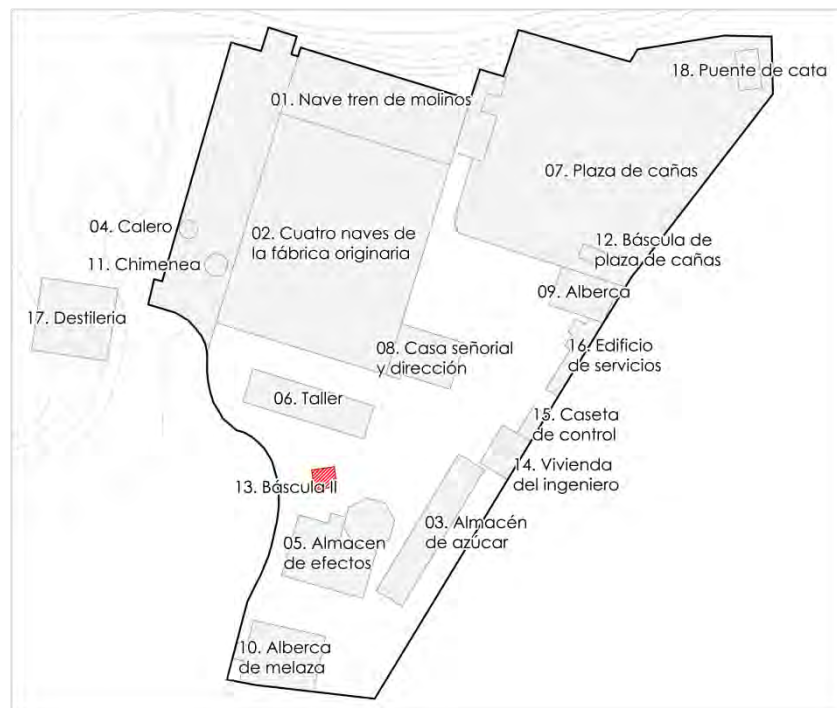 18. Puente de cata
01. Nave tren de molinos
07. Plaza de cañas
04. Calero
02. Cuatro naves de
la fábrica originaria
12. Báscula de
plaza de cañas
11. Chimenea
09. Alberca
17. Destileria
08. Casa señorial
y dirección
16. Edificio
de servicios
06. Taller
15. Caseta
de control
14. Vivienda
del ingeniero
13. Báscula II
03. Almacén
de azúcar
05. Almacen
de efectos
10. Alberca
de melaza